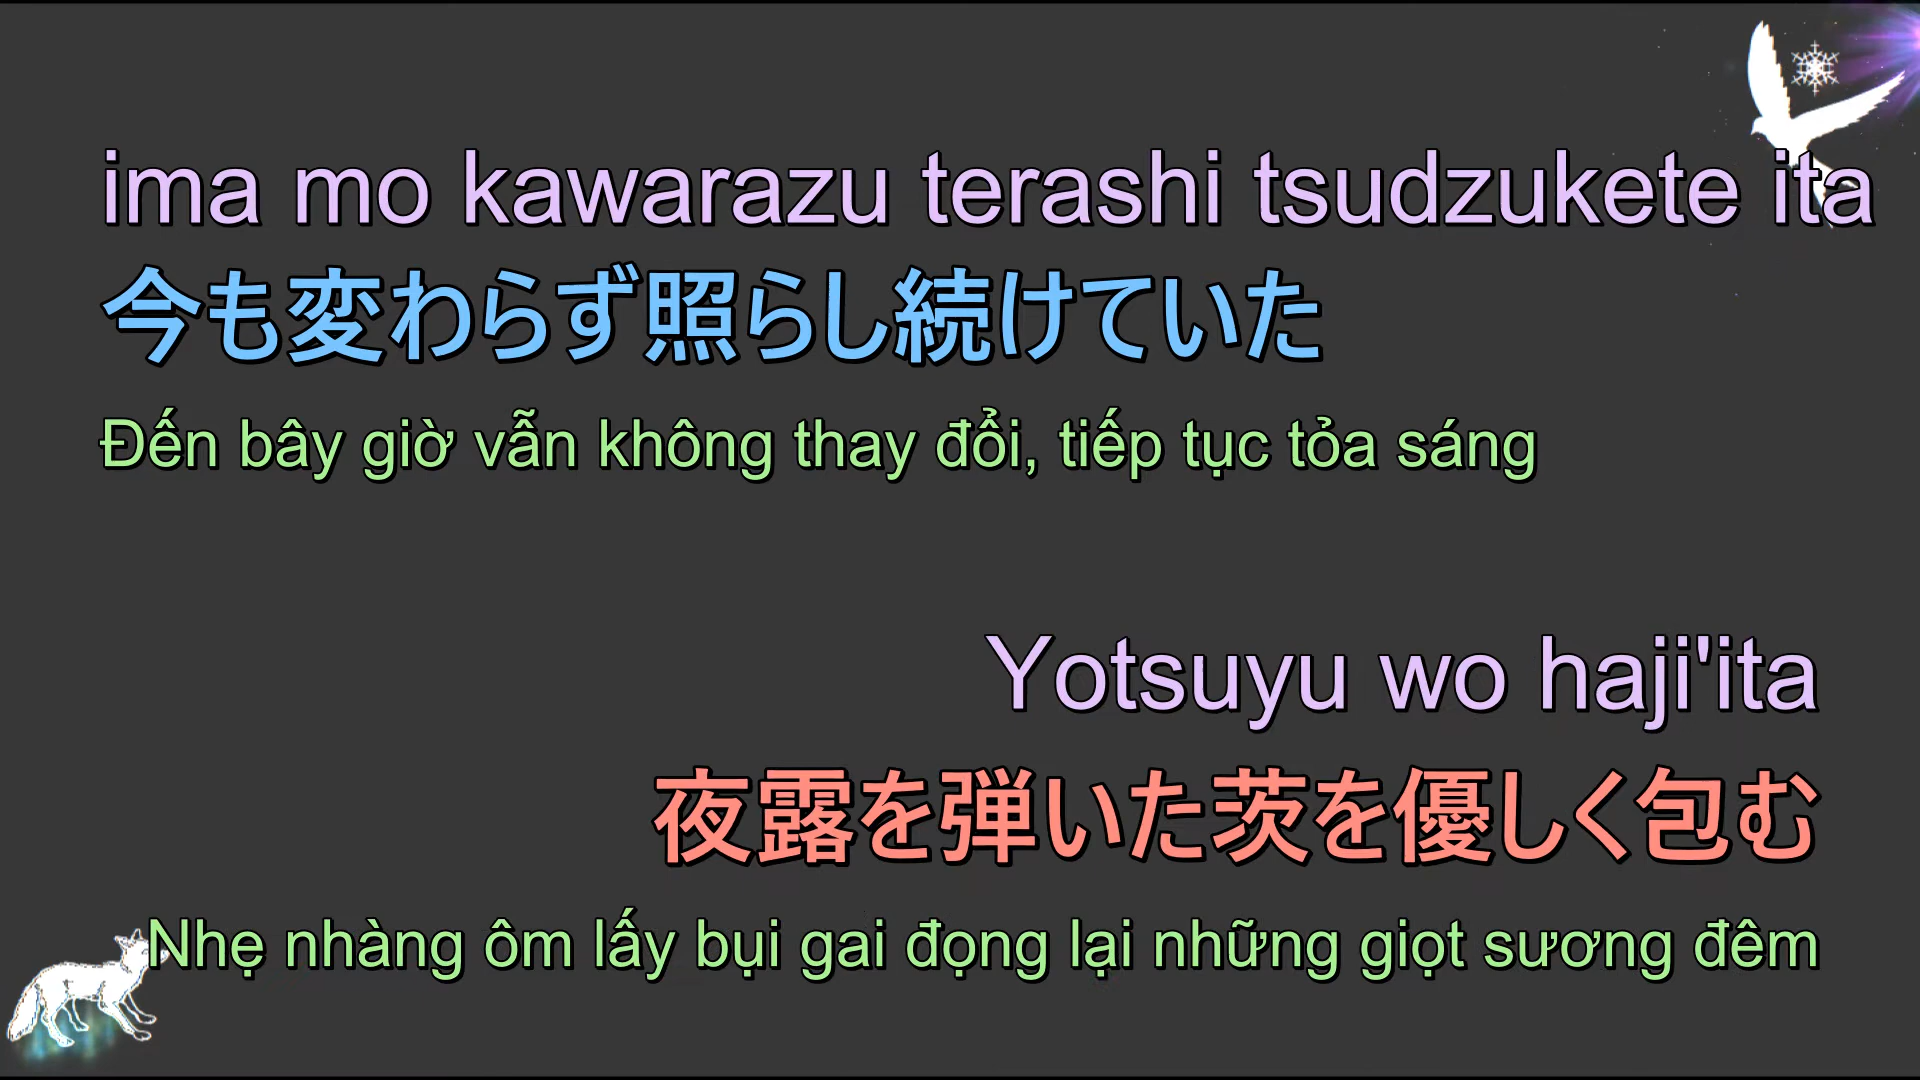 ima mo kawarazu terashi tsudzukete ita
今も変わらず照らし続けていた
Đến bây giờ vẫn không thay đổi, tiếp tục tỏa sáng
Yotsuyu wo haji'ita
夜露を弾いた茨を優しく包む
Nhẹ nhàng ôm lấy bụi gai đọng lại những giọt sương đêm